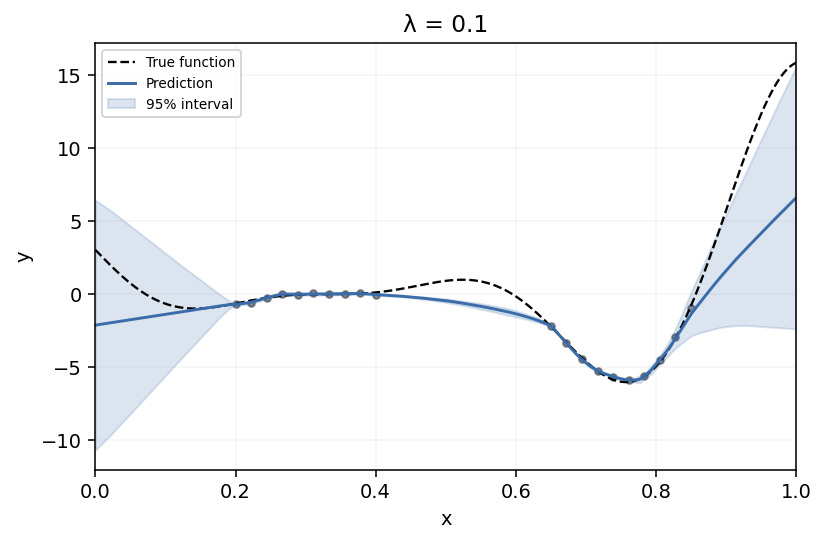 λ = 0.1
True function
Prediction
95% interval
15
10
5
0
−5
−10
y
0.0 0.2 0.4 0.6 0.8 1.0
x